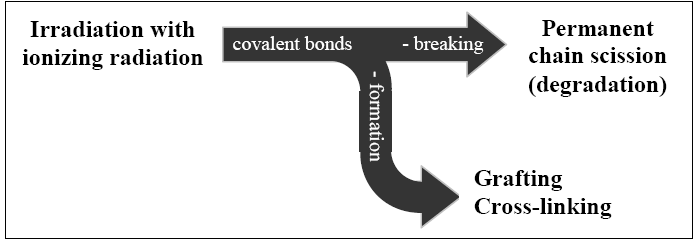 Irradiation with
ionizing radiation
covalent bonds
- breaking
- formation
Permanent
chain scission
(degradation)
Grafting
Cross-linking